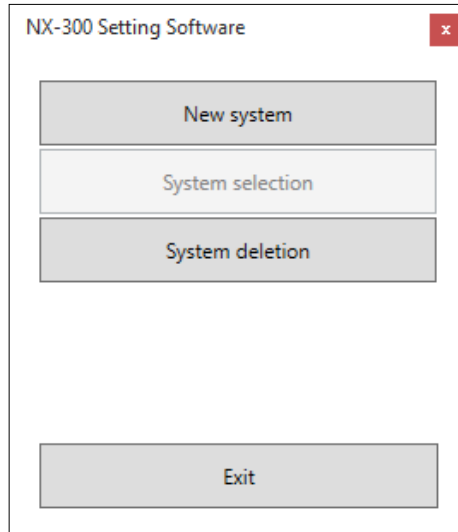 NX-300 Setting Software
x
New system
System selection
System deletion
Exit